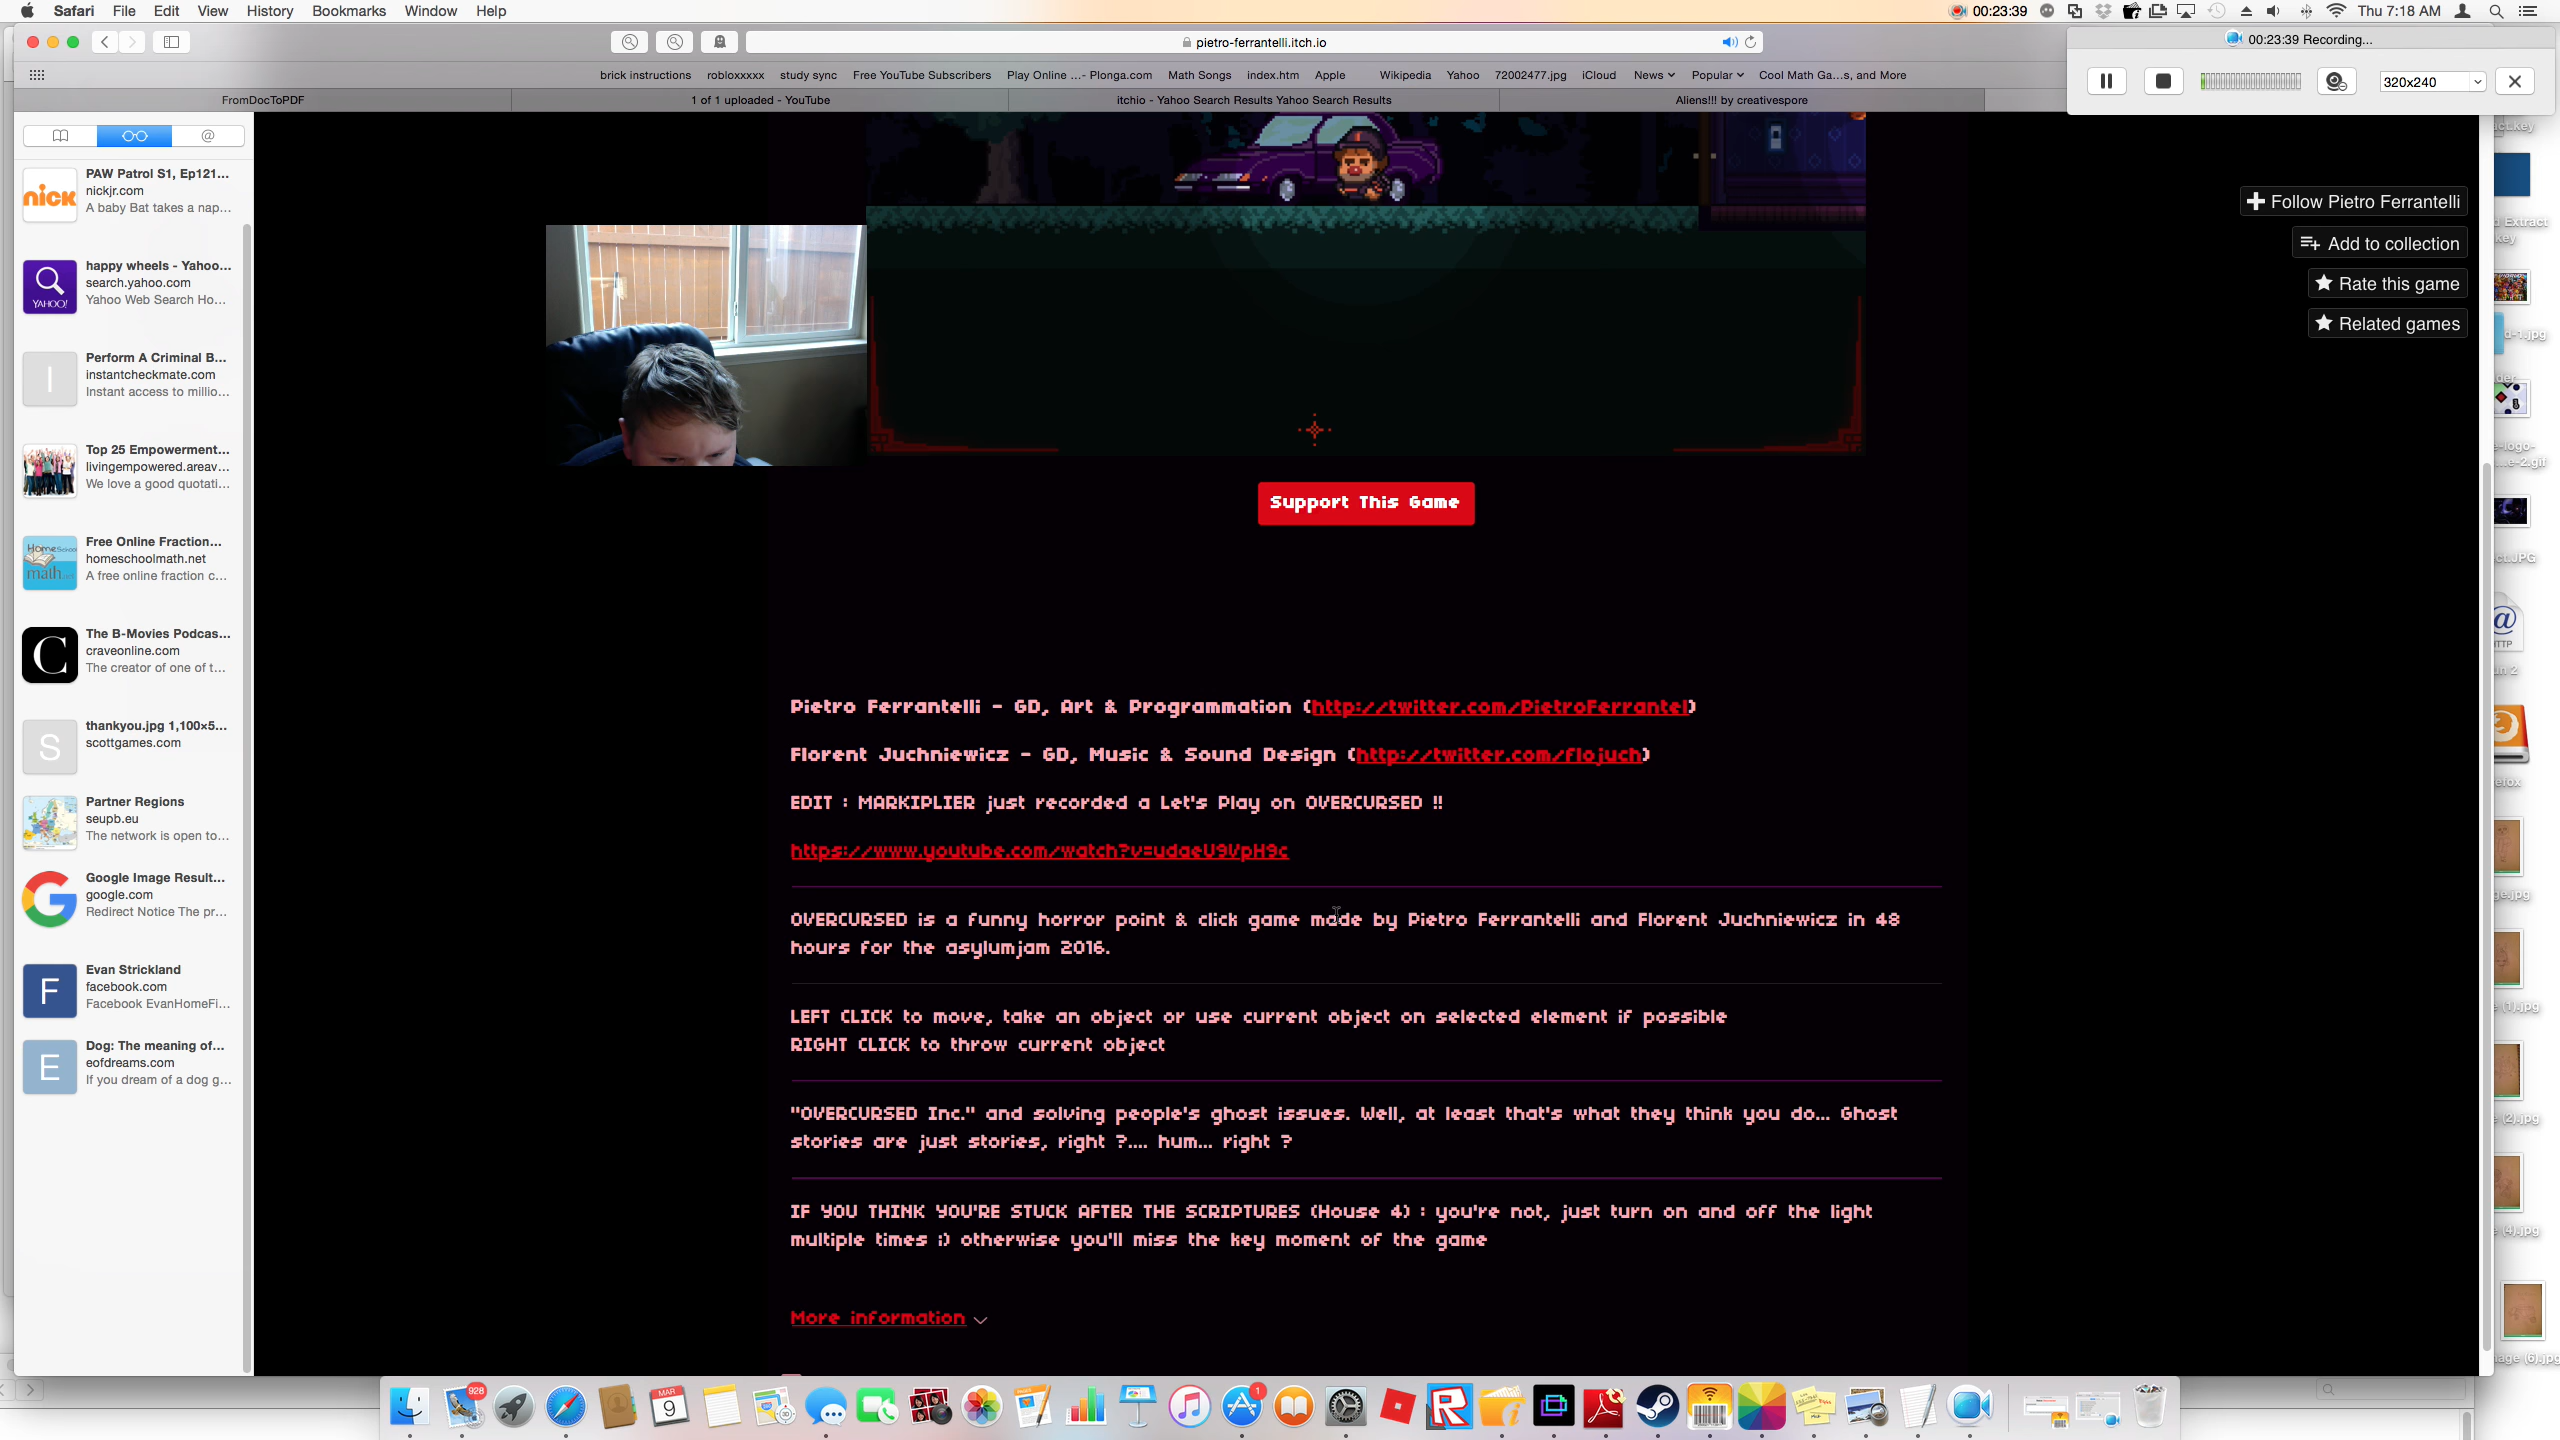 Safari File Edit View History Bookmarks Window Help 00:23:39 Thu 7:18 AM
pietro-ferrantelli.itch.io
00:23:39 Recording...
brick instructions robloxxxxx study sync Free YouTube Subscribers Play Online ...- Plonga.com Math Songs index.htm Apple Wikipedia Yahoo 72002477.jpg iCloud News Popular Cool Math Ga...s, and More
320x240
FromDocToPDF 1 of 1 uploaded - YouTube itchio - Yahoo Search Results Yahoo Search Results Aliens!!! by creativespore
PAW Patrol S1, Ep121...
nickjr.com
A baby Bat takes a nap...
nick
happy wheels - Yahoo...
search.yahoo.com
Yahoo Web Search Ho...
YAHOO!
Perform A Criminal B...
instantcheckmate.com
Instant access to millio...
I
Top 25 Empowerment...
livingempowered.areav...
We love a good quotati...
Free Online Fraction...
homeschoolmath.net
A free online fraction c...
The B-Movies Podcas...
craveonline.com
The creator of one of t...
C
thankyou.jpg 1,100×5...
scottgames.com
S
Partner Regions
seupb.eu
The network is open to...
Google Image Result...
google.com
Redirect Notice The pr...
G
Evan Strickland
facebook.com
Facebook EvanHomeFi...
F
Dog: The meaning of...
eofdreams.com
If you dream of a dog g...
E
Follow Pietro Ferrantelli
Add to collection
Rate this game
Related games
Support This Game
Pietro Ferrantelli - GD, Art & Programmation (http://twitter.com/PietroFerrantel)
Florent Juchniewicz - GD, Music & Sound Design (http://twitter.com/flojuch)
EDIT : MARKIPLIER just recorded a Let's Play on OVERCURSED !!
https://www.youtube.com/watch?v=udaeU9VpH9c
OVERCURSED is a funny horror point & click game made by Pietro Ferrantelli and Florent Juchniewicz in 48
hours for the asylumjam 2016.
LEFT CLICK to move, take an object or use current object on selected element if possible
RIGHT CLICK to throw current object
"OVERCURSED Inc." and solving people's ghost issues. Well, at least that's what they think you do... Ghost
stories are just stories, right ?.... hum... right ?
IF YOU THINK YOU'RE STUCK AFTER THE SCRIPTURES (House 4) : you're not, just turn on and off the light
multiple times ;) otherwise you'll miss the key moment of the game
More information
928
MAR
9
1